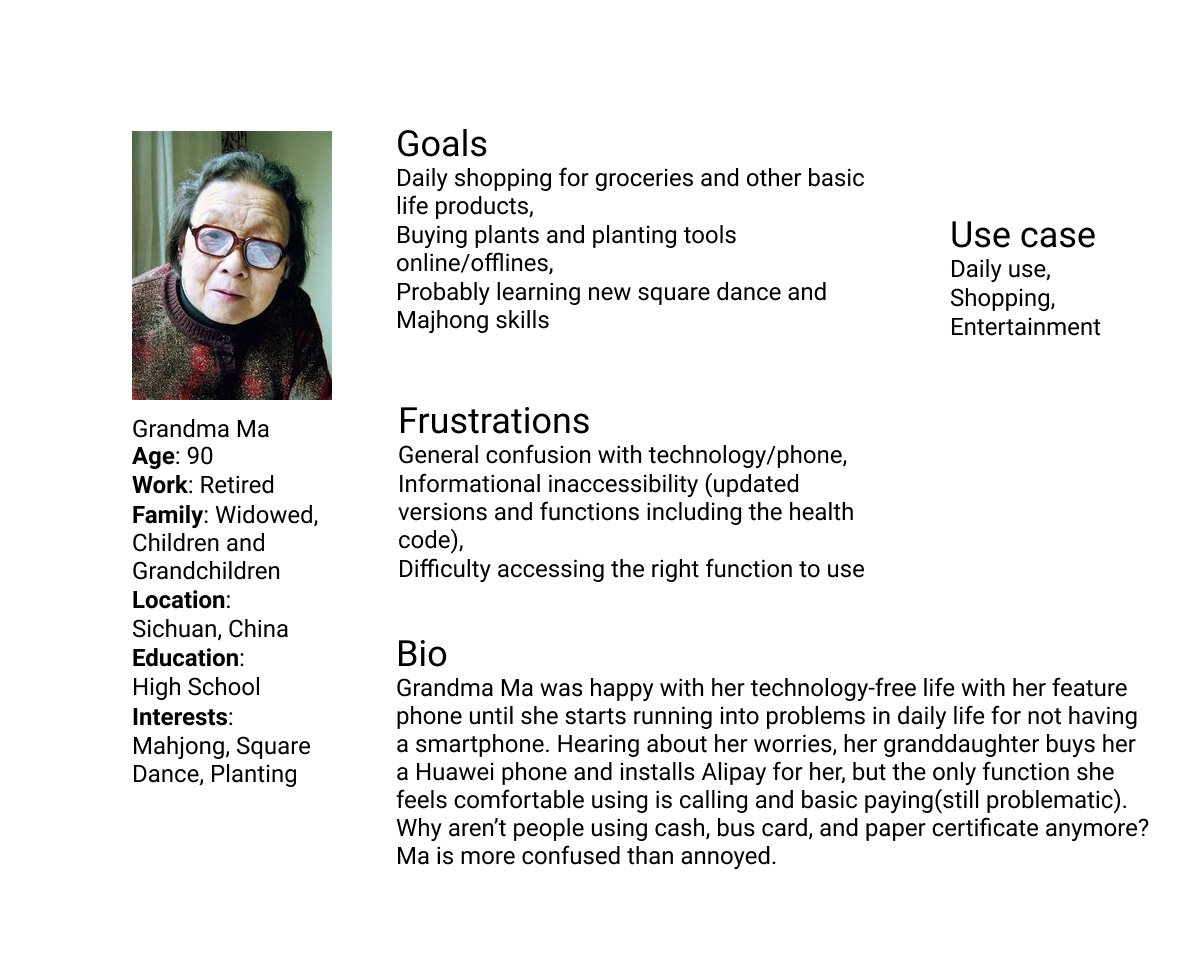 Grandma Ma
Age: 90
Work: Retired
Family: Widowed,
Children and
Grandchildren
Location:
Sichuan, China
Education:
High School
Interests:
Mahjong, Square
Dance, Planting
Goals
Daily shopping for groceries and other basic
life products,
Buying plants and planting tools
online/offlines,
Probably learning new square dance and
Majhong skills
Use case
Daily use,
Shopping,
Entertainment
Frustrations
General confusion with technology/phone,
Informational inaccessibility (updated
versions and functions including the health
code),
Difficulty accessing the right function to use
Bio
Grandma Ma was happy with her technology-free life with her feature
phone until she starts running into problems in daily life for not having
a smartphone. Hearing about her worries, her granddaughter buys her
a Huawei phone and installs Alipay for her, but the only function she
feels comfortable using is calling and basic paying(still problematic).
Why aren’t people using cash, bus card, and paper certificate anymore?
Ma is more confused than annoyed.